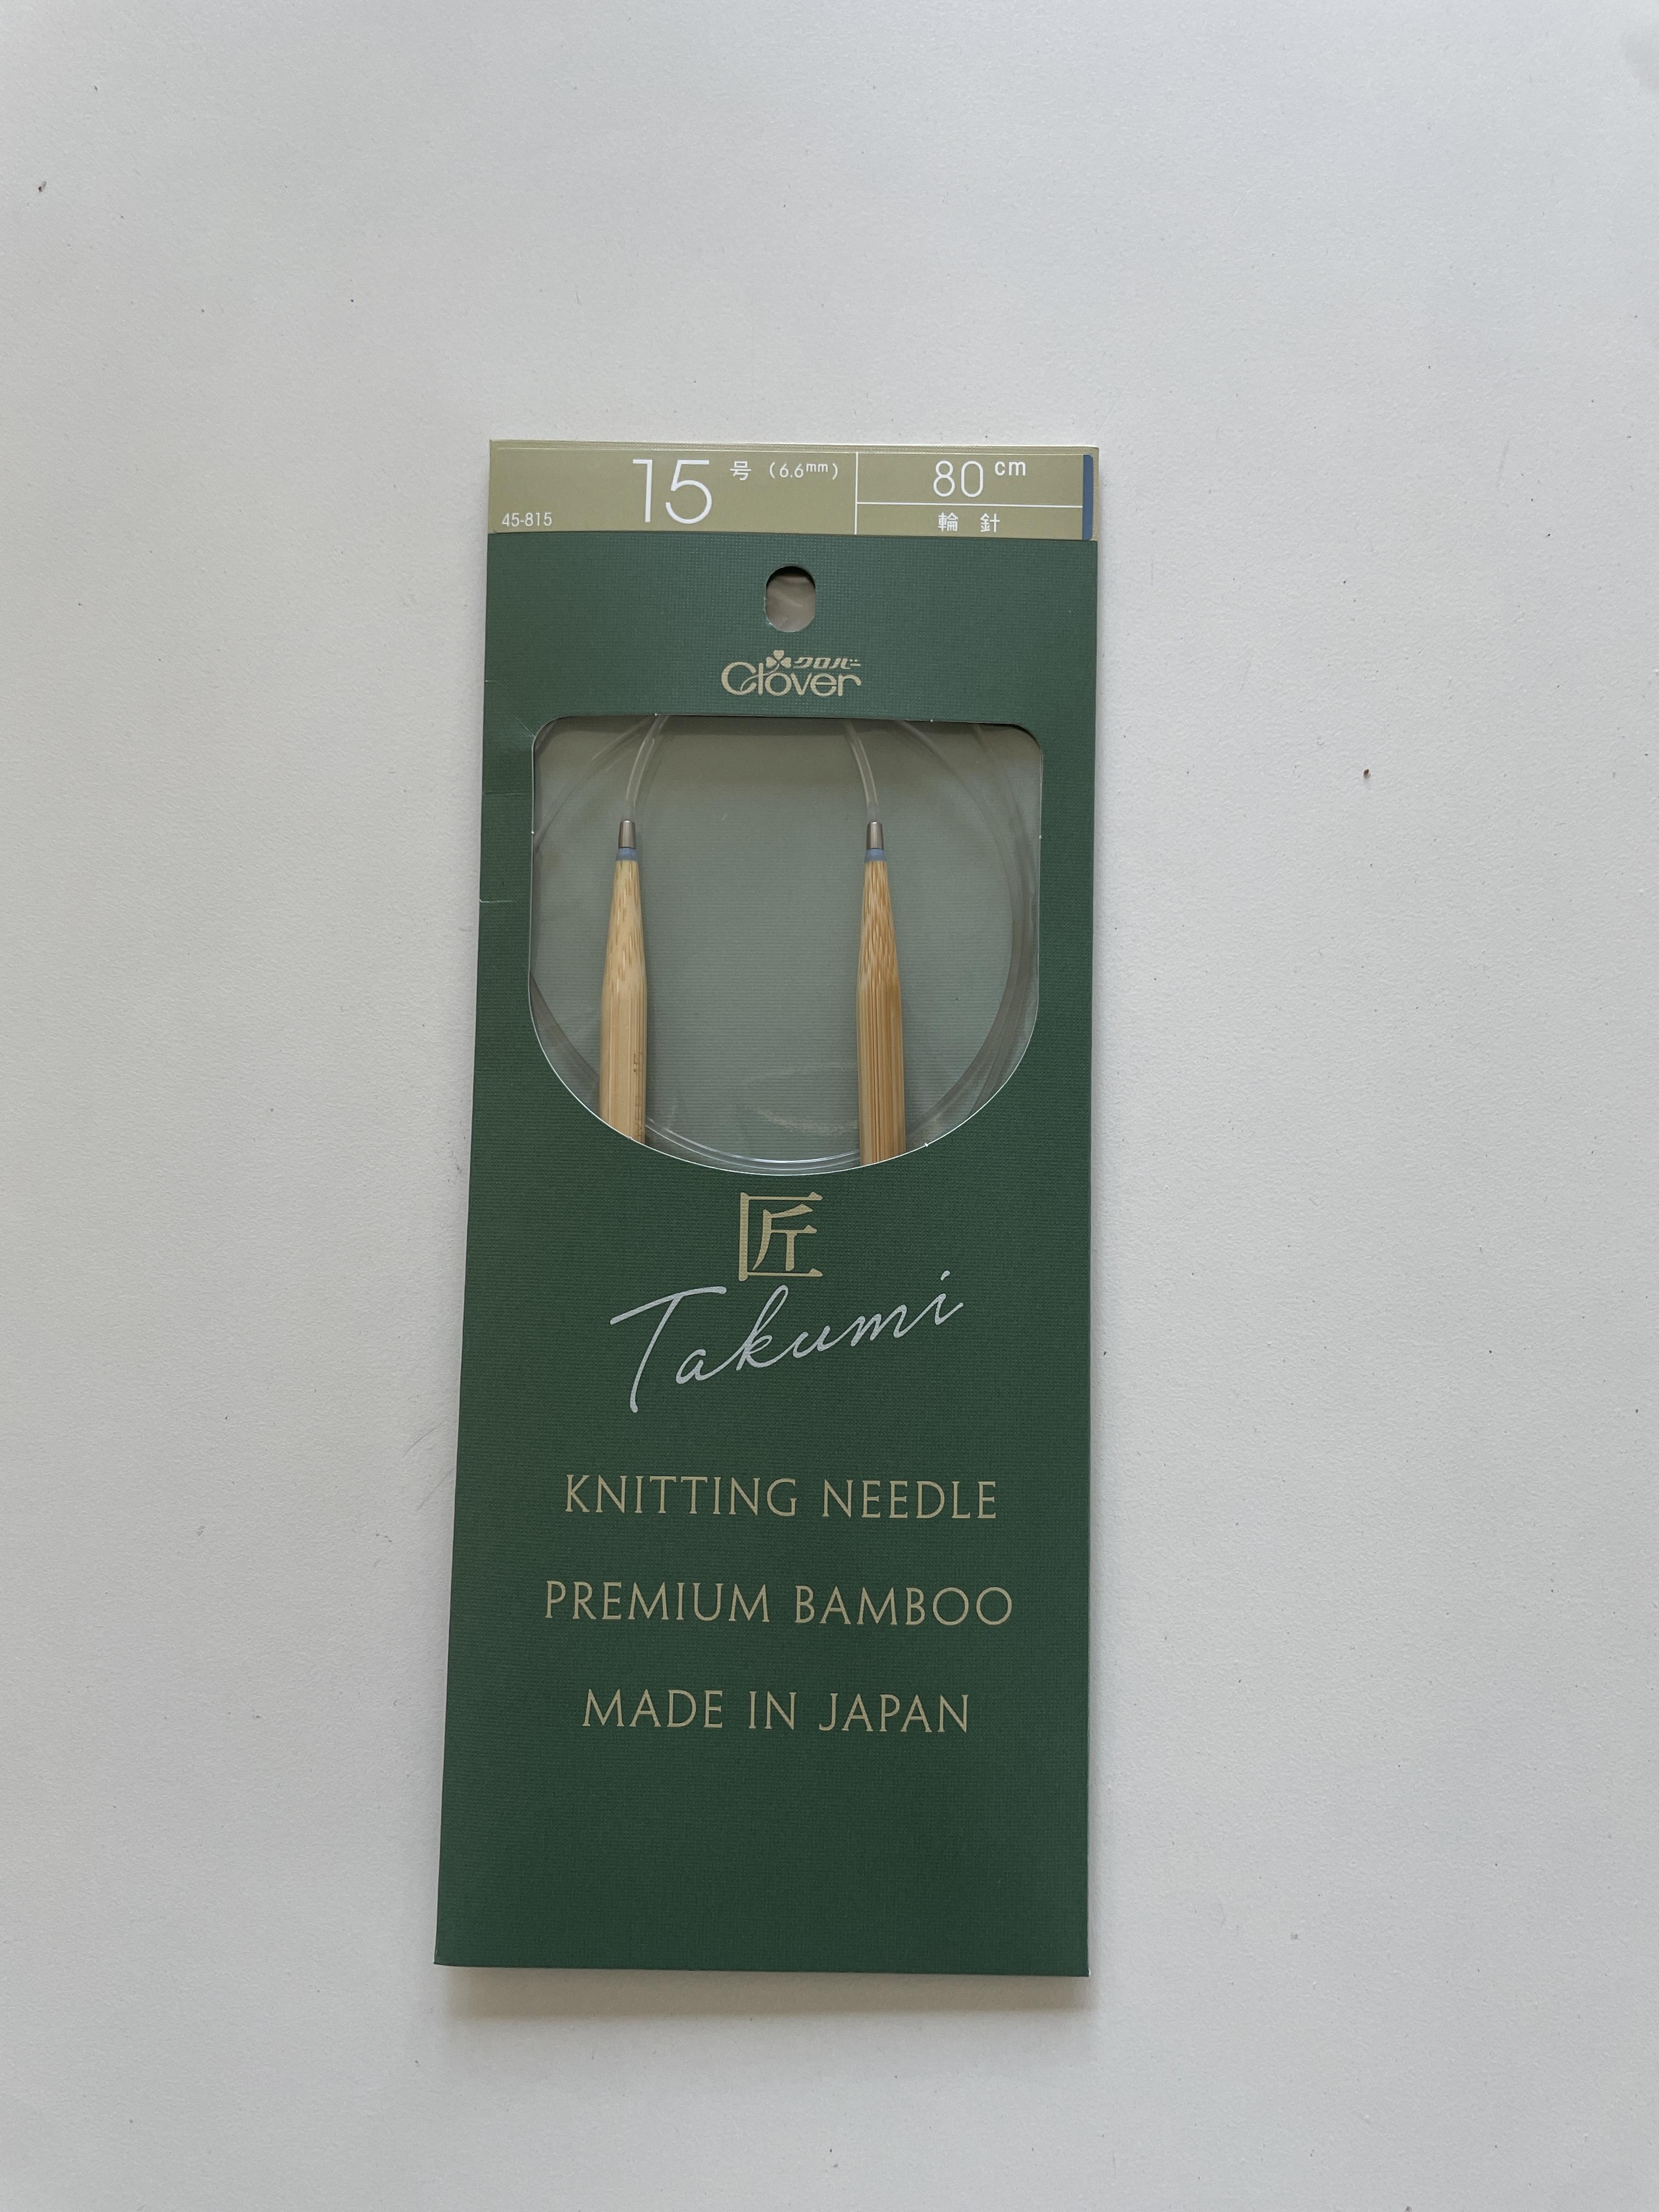 15号 (6.6mm)
80cm
45-815
輪針
クロバー
Clover
匠
Takumi
KNITTING NEEDLE
PREMIUM BAMBOO
MADE IN JAPAN